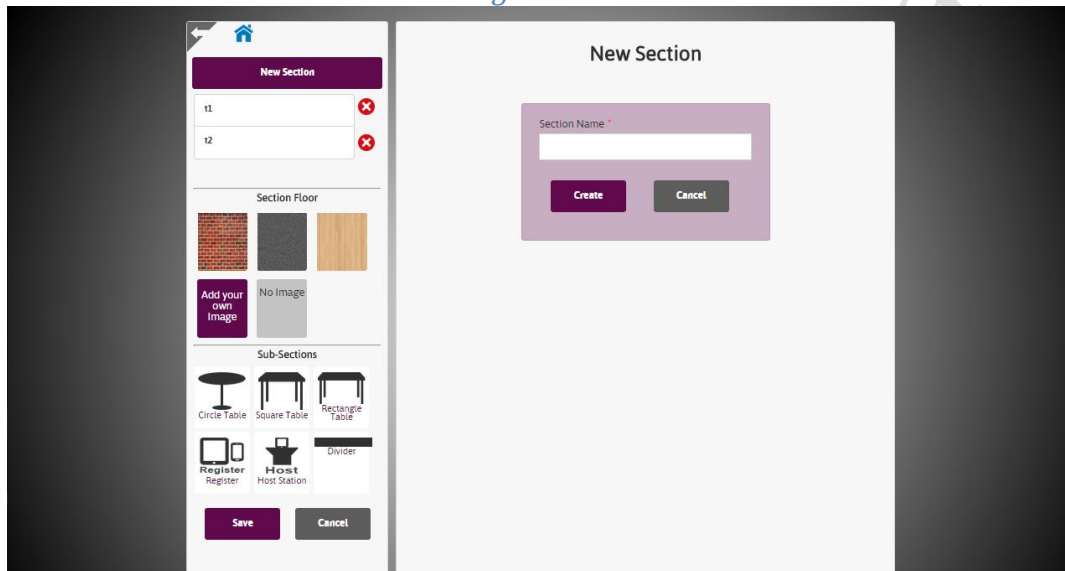 New Section
New Section
t1
t2
Section Name *
Create Cancel
Section Floor
Add your
own
Image
No Image
Sub-Sections
Circle Table
Square Table
Rectangle
Table
Register
Register
Host
Host Station
Divider
Save Cancel